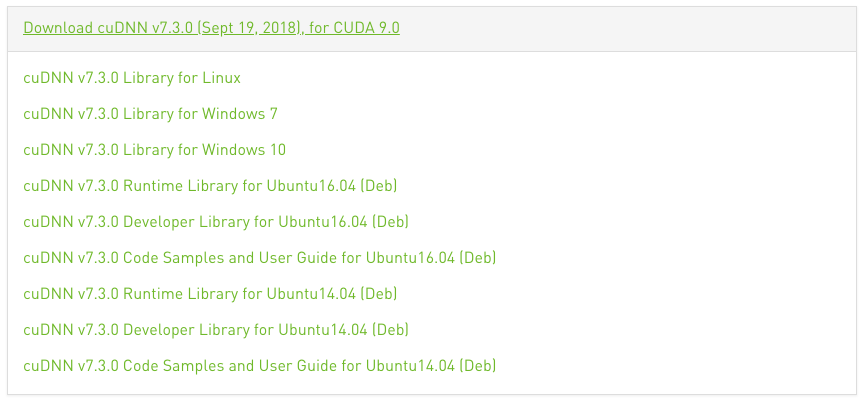 Download cuDNN v7.3.0 (Sept 19, 2018), for CUDA 9.0
cuDNN v7.3.0 Library for Linux
cuDNN v7.3.0 Library for Windows 7
cuDNN v7.3.0 Library for Windows 10
cuDNN v7.3.0 Runtime Library for Ubuntu16.04 (Deb)
cuDNN v7.3.0 Developer Library for Ubuntu16.04 (Deb)
cuDNN v7.3.0 Code Samples and User Guide for Ubuntu16.04 (Deb)
cuDNN v7.3.0 Runtime Library for Ubuntu14.04 (Deb)
cuDNN v7.3.0 Developer Library for Ubuntu14.04 (Deb)
cuDNN v7.3.0 Code Samples and User Guide for Ubuntu14.04 (Deb)